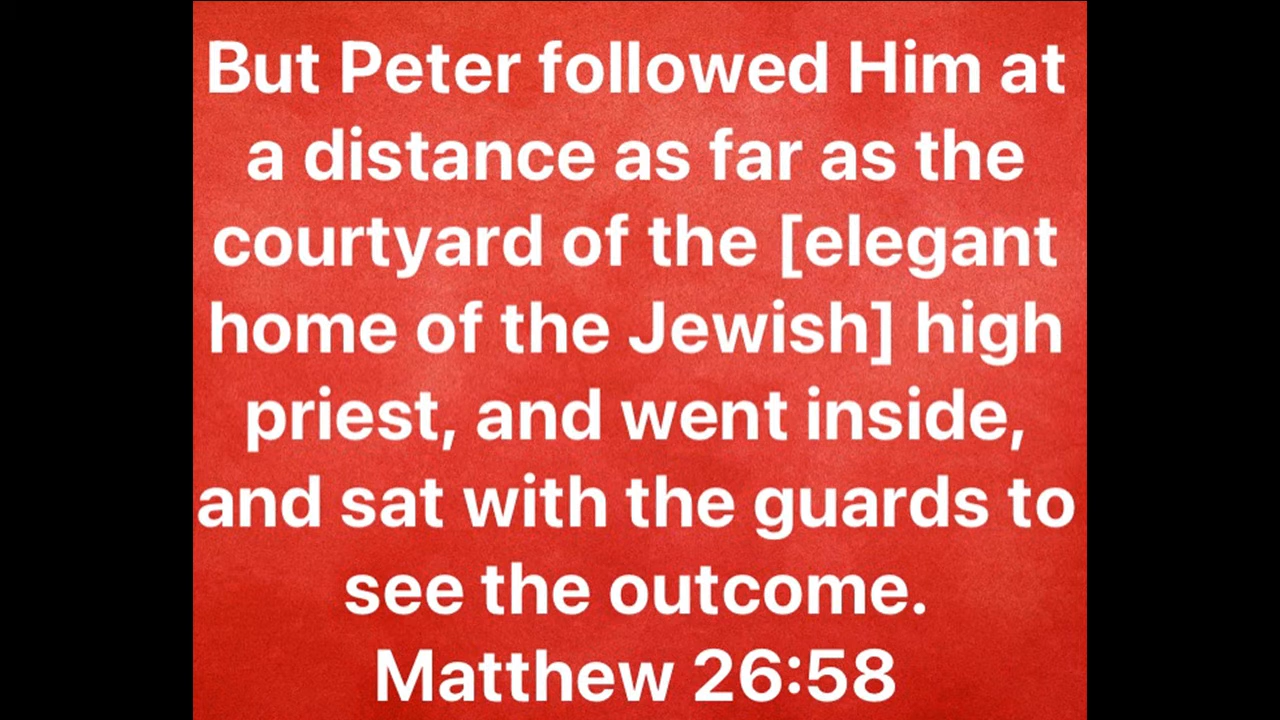 But Peter followed Him at
a distance as far as the
courtyard of the [elegant
home of the Jewish] high
priest, and went inside,
and sat with the guards to
see the outcome.
Matthew 26:58